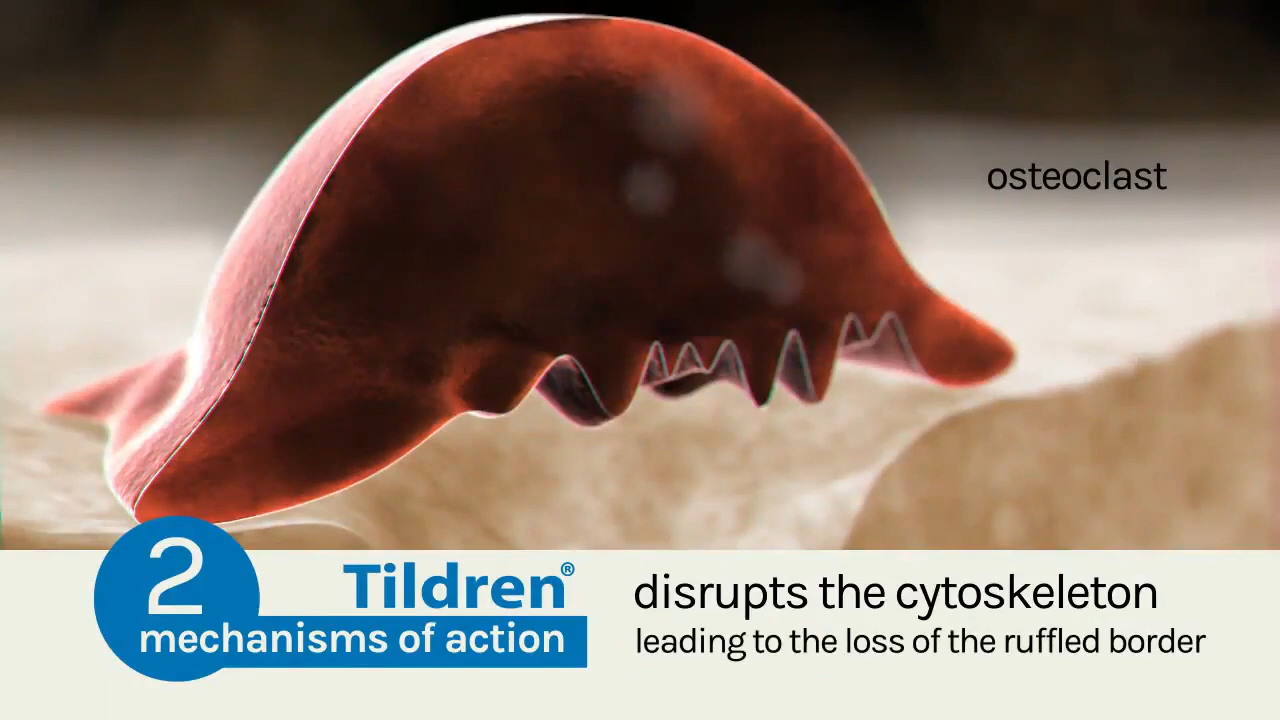 osteoclast
2
Tildren®
mechanisms of action
disrupts the cytoskeleton
leading to the loss of the ruffled border